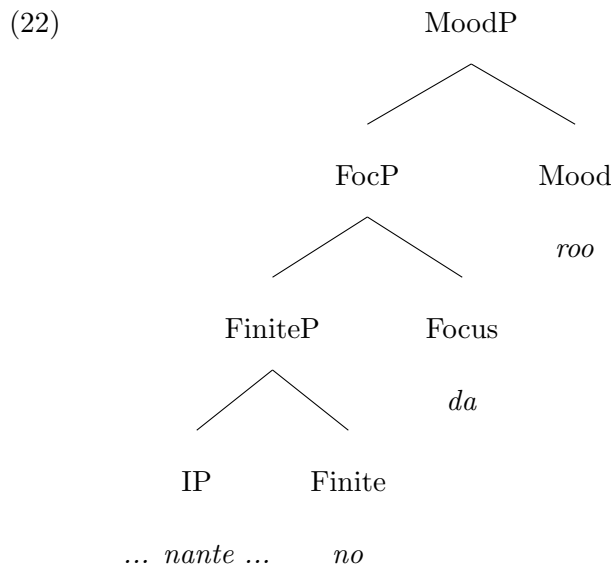 (22) MoodP
FocP Mood
roo
FiniteP Focus
da
IP Finite
... nante ... no